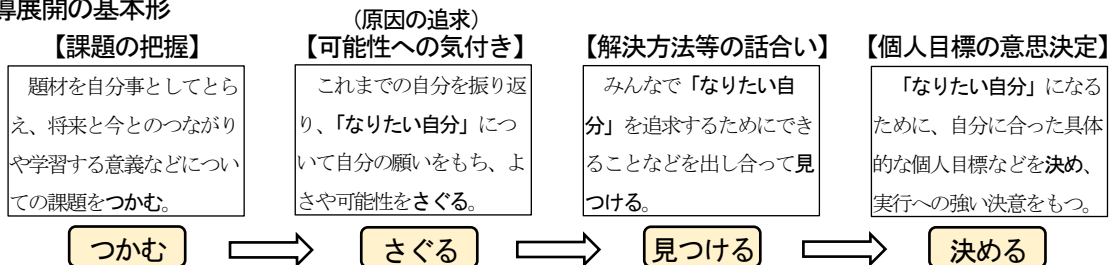 導展開の基本形
(原因の追求)
【課題の把握】
【可能性への気付き】
【解決方法等の話合い】
【個人目標の意思決定】
題材を自分事としてとら
え、将来と今とのつながり
や学習する意義などについ
ての課題をつかむ。
これまでの自分を振り返
り、「なりたい自分」につ
いて自分の願いをもち、よ
さや可能性をさぐる。
みんなで「なりたい自
分」を追求するためにでき
ることなどを出し合って見
つける。
「なりたい自分」になる
ために、自分に合った具体
的な個人目標などを決め、
実行への強い決意をもつ。
つかむ
さぐる
見つける
決める